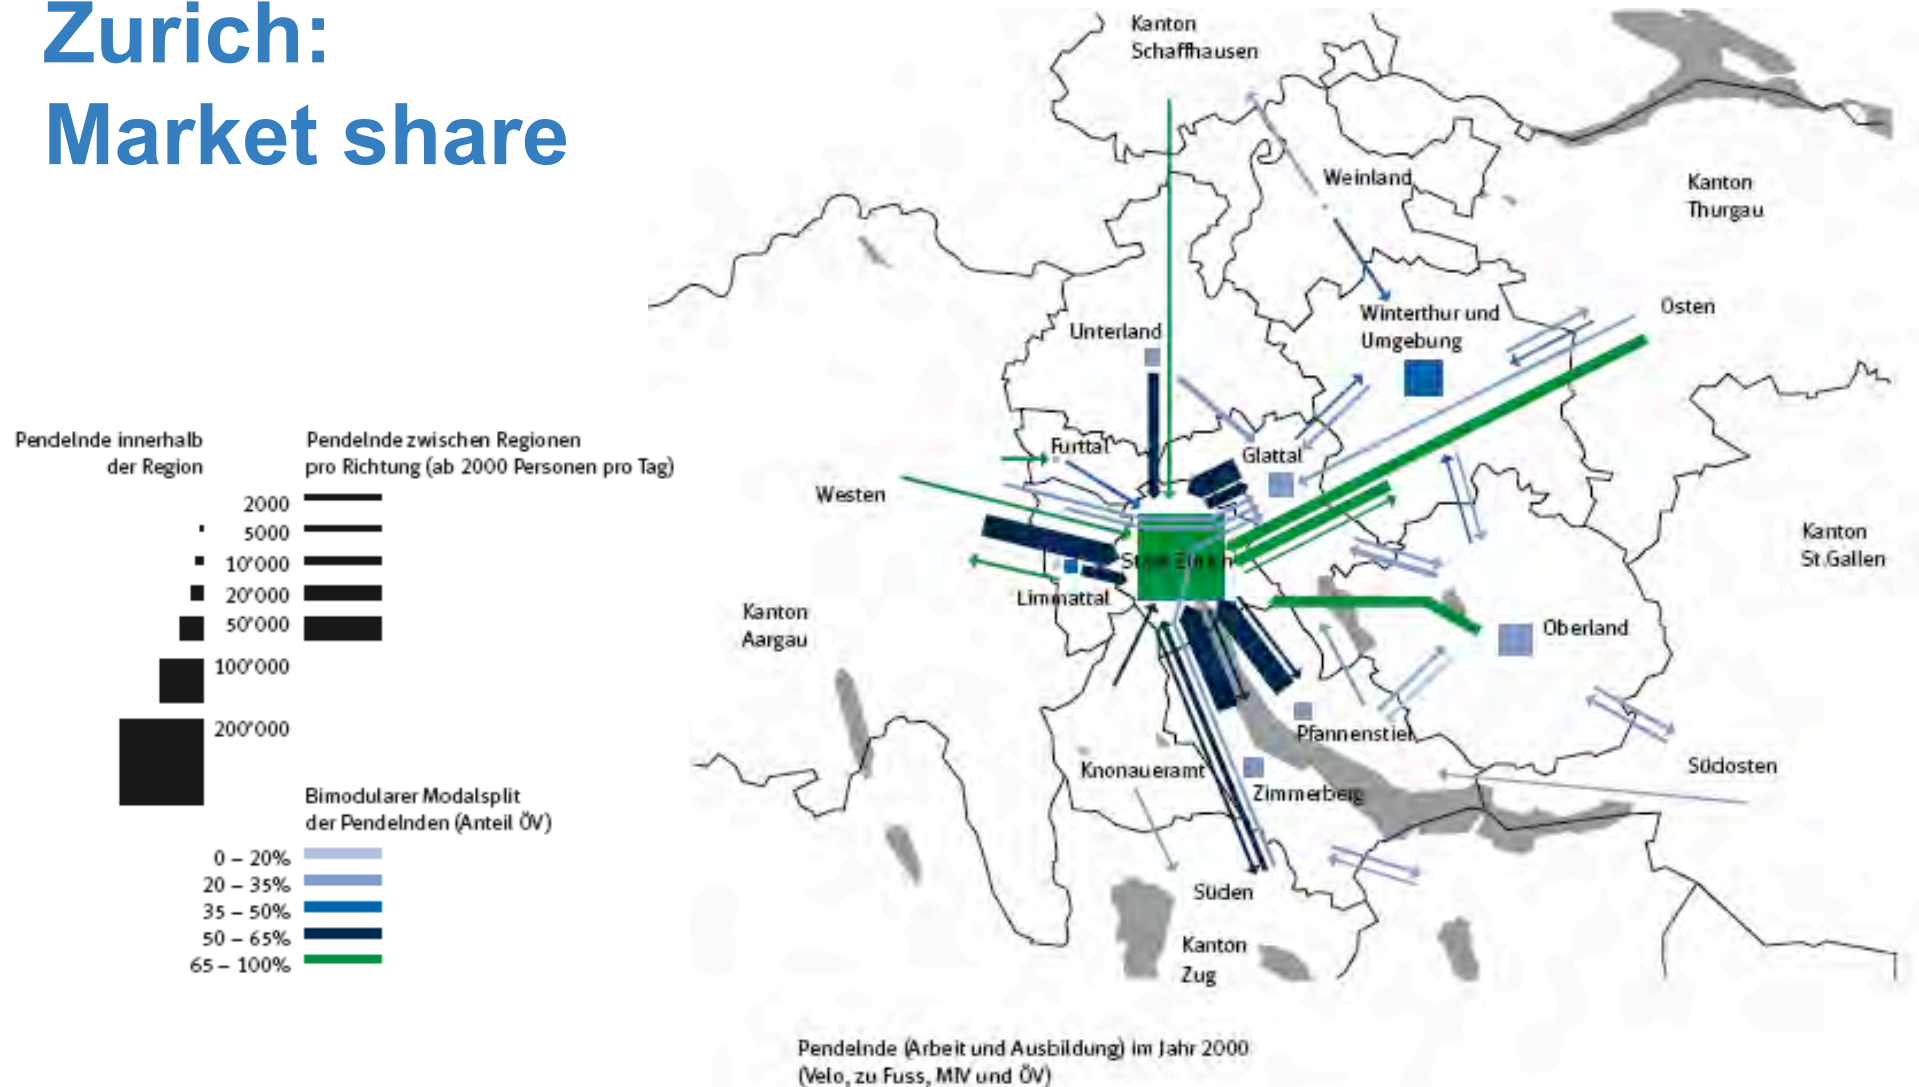 Zurich:
Market share
Kanton
Schaffhausen
Weinland
Kanton
Thurgau
Osten
Winterthur und
Umgebung
Unterland
Furttal
Glattal
Westen
Kanton
St.Gallen
Limmattal
Kanton
Aargau
Oberland
Pfannenstiel
Knonaueramt
Zimmerberg
Südosten
Süden
Kanton
Zug
Pendelnde innerhalb
der Region
Pendelnde zwischen Regionen
pro Richtung (ab 2000 Personen pro Tag)
2000
5000
10'000
20'000
50'000
100'000
200'000
Bimodularer Modalsplit
der Pendelnden (Anteil ÖV)
0 – 20%
20 – 35%
35 – 50%
50 – 65%
65 – 100%
Pendelnde (Arbeit und Ausbildung) im Jahr 2000
(Velo, zu Fuss, MIV und ÖV)